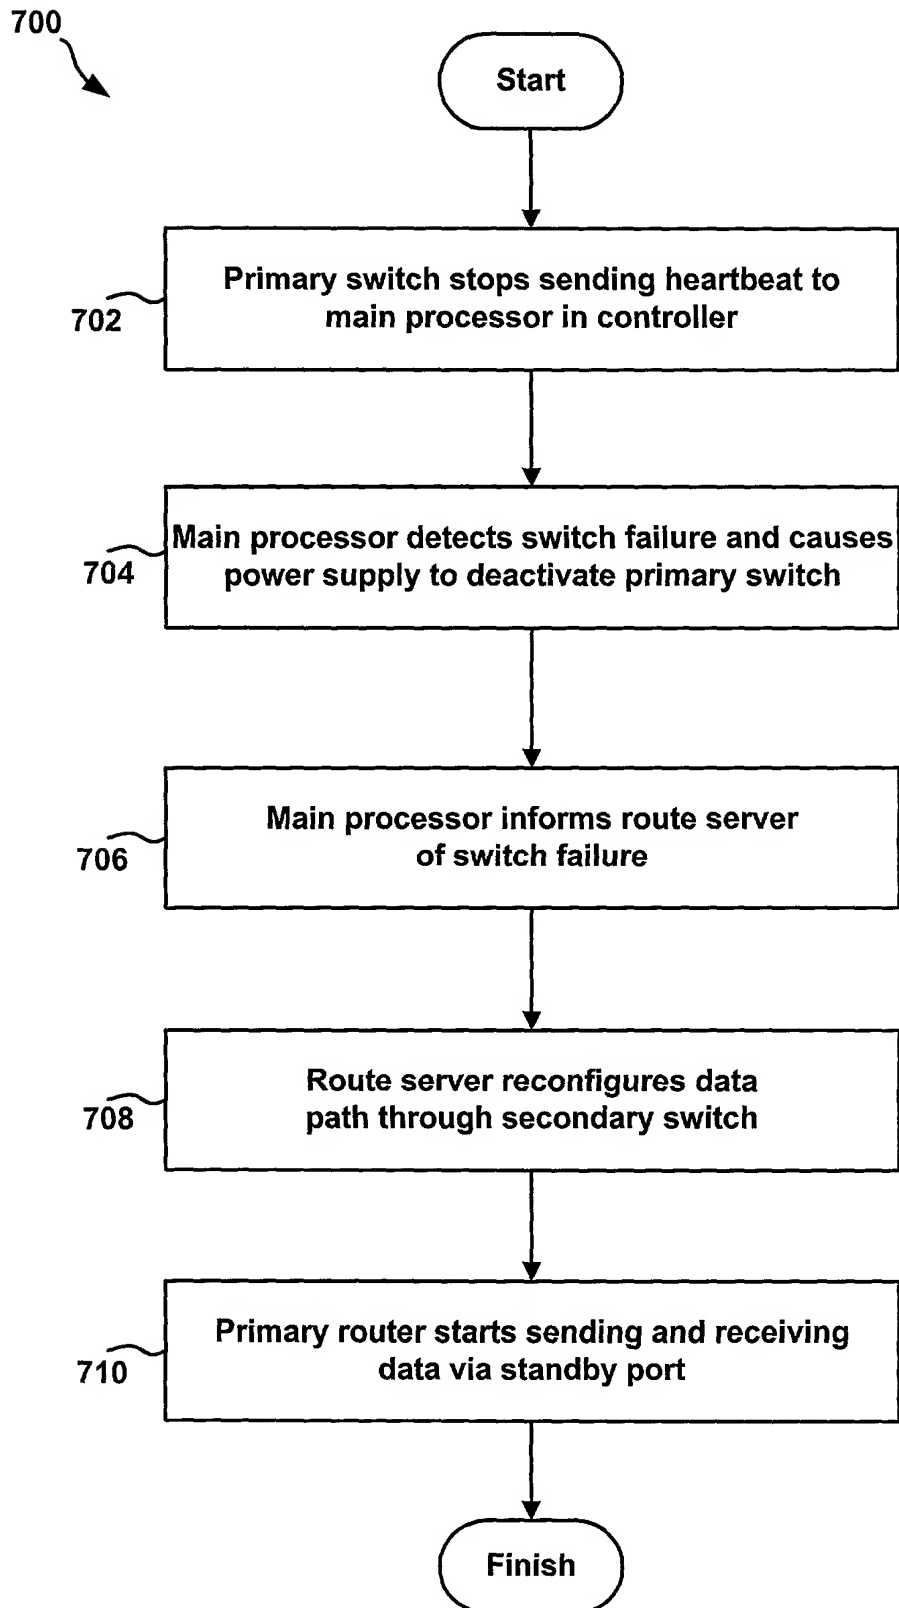 700
Start
Primary switch stops sending heartbeat to
main processor in controller
702
Main processor detects switch failure and causes
power supply to deactivate primary switch
704
Main processor informs route server
of switch failure
706
Route server reconfigures data
path through secondary switch
708
Primary router starts sending and receiving
data via standby port
710
Finish